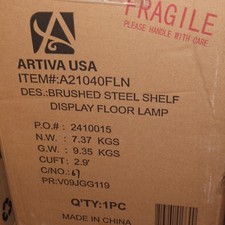 FRAGILE
PLEASE HANDLE WITH CARE
ARTIVA USA
ITEM#:A21040FLN
DES.:BRUSHED STEEL SHELF
DISPLAY FLOOR LAMP
P.O.# : 2410015
N.W. : 7.37 KGS
G.W. : 9.35 KGS
CUFT: 2.9'
C/NO.: 67
PR:V09JGG119
Q'TY:1PC
MADE IN CHINA